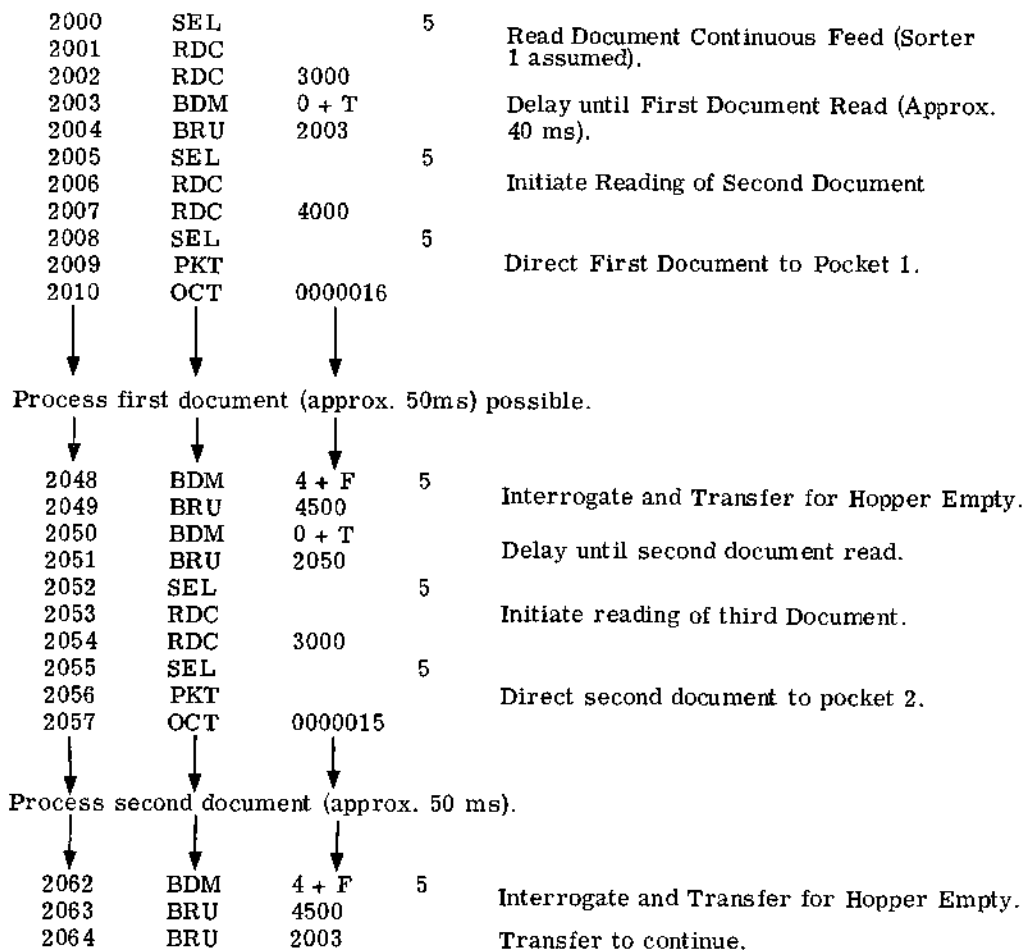 2000 SEL 5
Read Document Continuous Feed (Sorter
2001 RDC
1 assumed).
2002 RDC 3000
2003 BDM 0 + T Delay until First Document Read (Approx.
2004 BRU 2003 40 ms).
2005 SEL 5
2006 RDC Initiate Reading of Second Document
2007 RDC 4000
2008 SEL 5
2009 PKT Direct First Document to Pocket 1.
2010 OCT 0000016
Process first document (approx. 50ms) possible.
2048 BDM 4 + F 5
Interrogate and Transfer for Hopper Empty.
2049 BRU 4500
2050 BDM 0 + T
Delay until second document read.
2051 BRU 2050
2052 SEL 5
2053 RDC Initiate reading of third Document.
2054 RDC 3000
2055 SEL 5
2056 PKT Direct second document to pocket 2.
2057 OCT 0000015
Process second document (approx. 50 ms).
2062 BDM 4 + F 5
Interrogate and Transfer for Hopper Empty.
2063 BRU 4500
2064 BRU 2003 Transfer to continue.